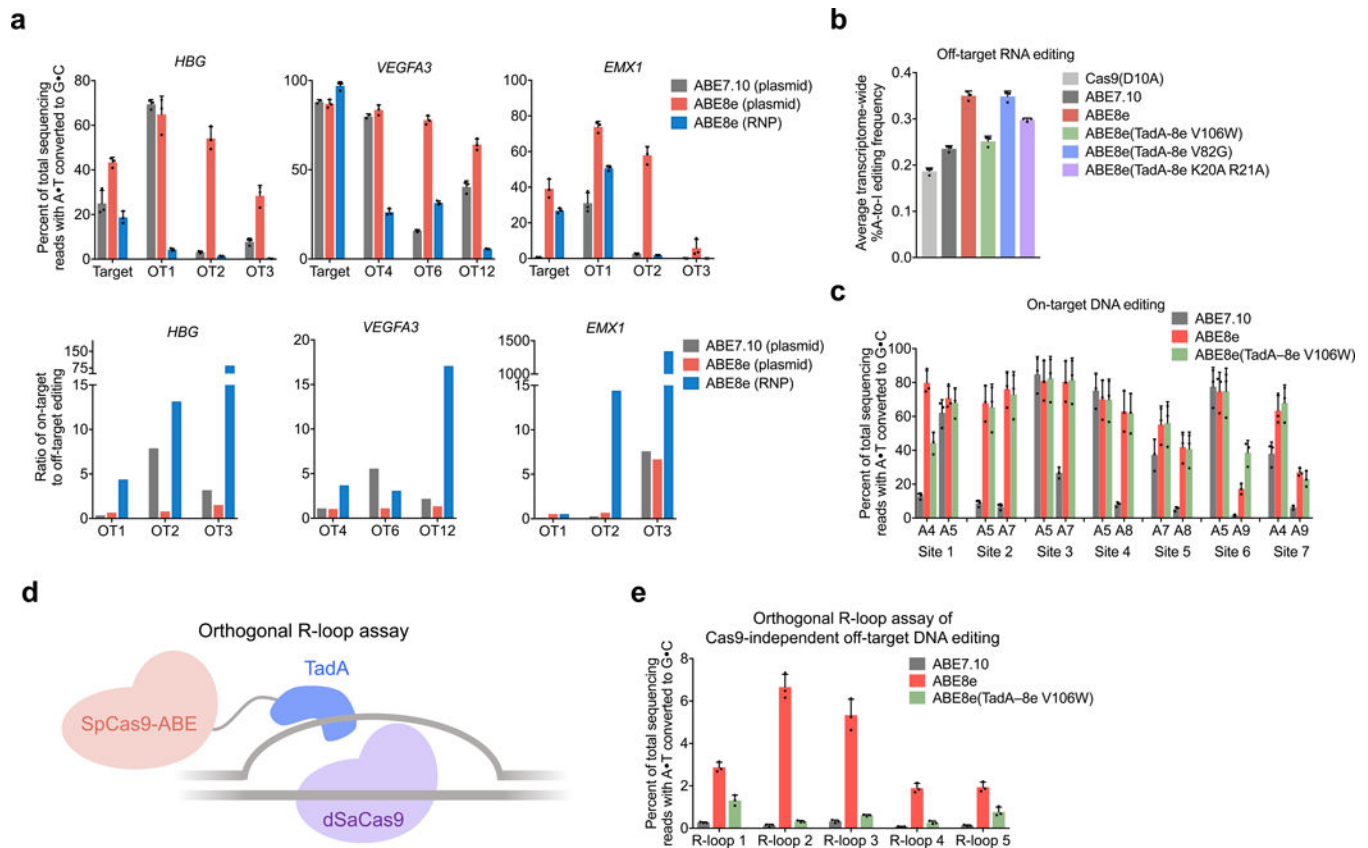 a
HBG
VEGFA3
EMX1
Percent of total sequencing
reads with A•T converted to G•C
80
60
40
20
0
100
75
50
25
0
100
80
60
40
20
0
ABE7.10 (plasmid)
ABE8e (plasmid)
ABE8e (RNP)
Target OT1 OT2 OT3
Target OT4 OT6 OT12
Target OT1 OT2 OT3
HBG
VEGFA3
EMX1
Ratio of on-target
to off-target editing
150
75
15
10
5
0
20
15
10
5
0
1500
1000
15
10
5
0
ABE7.10 (plasmid)
ABE8e (plasmid)
ABE8e (RNP)
OT1 OT2 OT3
OT4 OT6 OT12
OT1 OT2 OT3
b
Off-target RNA editing
Average transcriptome-wide
%A-to-I editing frequency
0.4
0.3
0.2
0.1
0.0
Cas9(D10A)
ABE7.10
ABE8e
ABE8e(TadA-8e V106W)
ABE8e(TadA-8e V82G)
ABE8e(TadA-8e K20A R21A)
c
On-target DNA editing
ABE7.10
ABE8e
ABE8e(TadA–8e V106W)
Percent of total sequencing
reads with A•T converted to G•C
100
80
60
40
20
0
A4 A5 A5 A7 A5 A7 A5 A8 A7 A8 A5 A9 A4 A9
Site 1 Site 2 Site 3 Site 4 Site 5 Site 6 Site 7
d
Orthogonal R-loop assay
TadA
SpCas9-ABE
dSaCas9
e
Orthogonal R-loop assay of
Cas9-independent off-target DNA editing
ABE7.10
ABE8e
ABE8e(TadA–8e V106W)
Percent of total sequencing
reads with A•T converted to G•C
8
6
4
2
0
R-loop 1 R-loop 2 R-loop 3 R-loop 4 R-loop 5